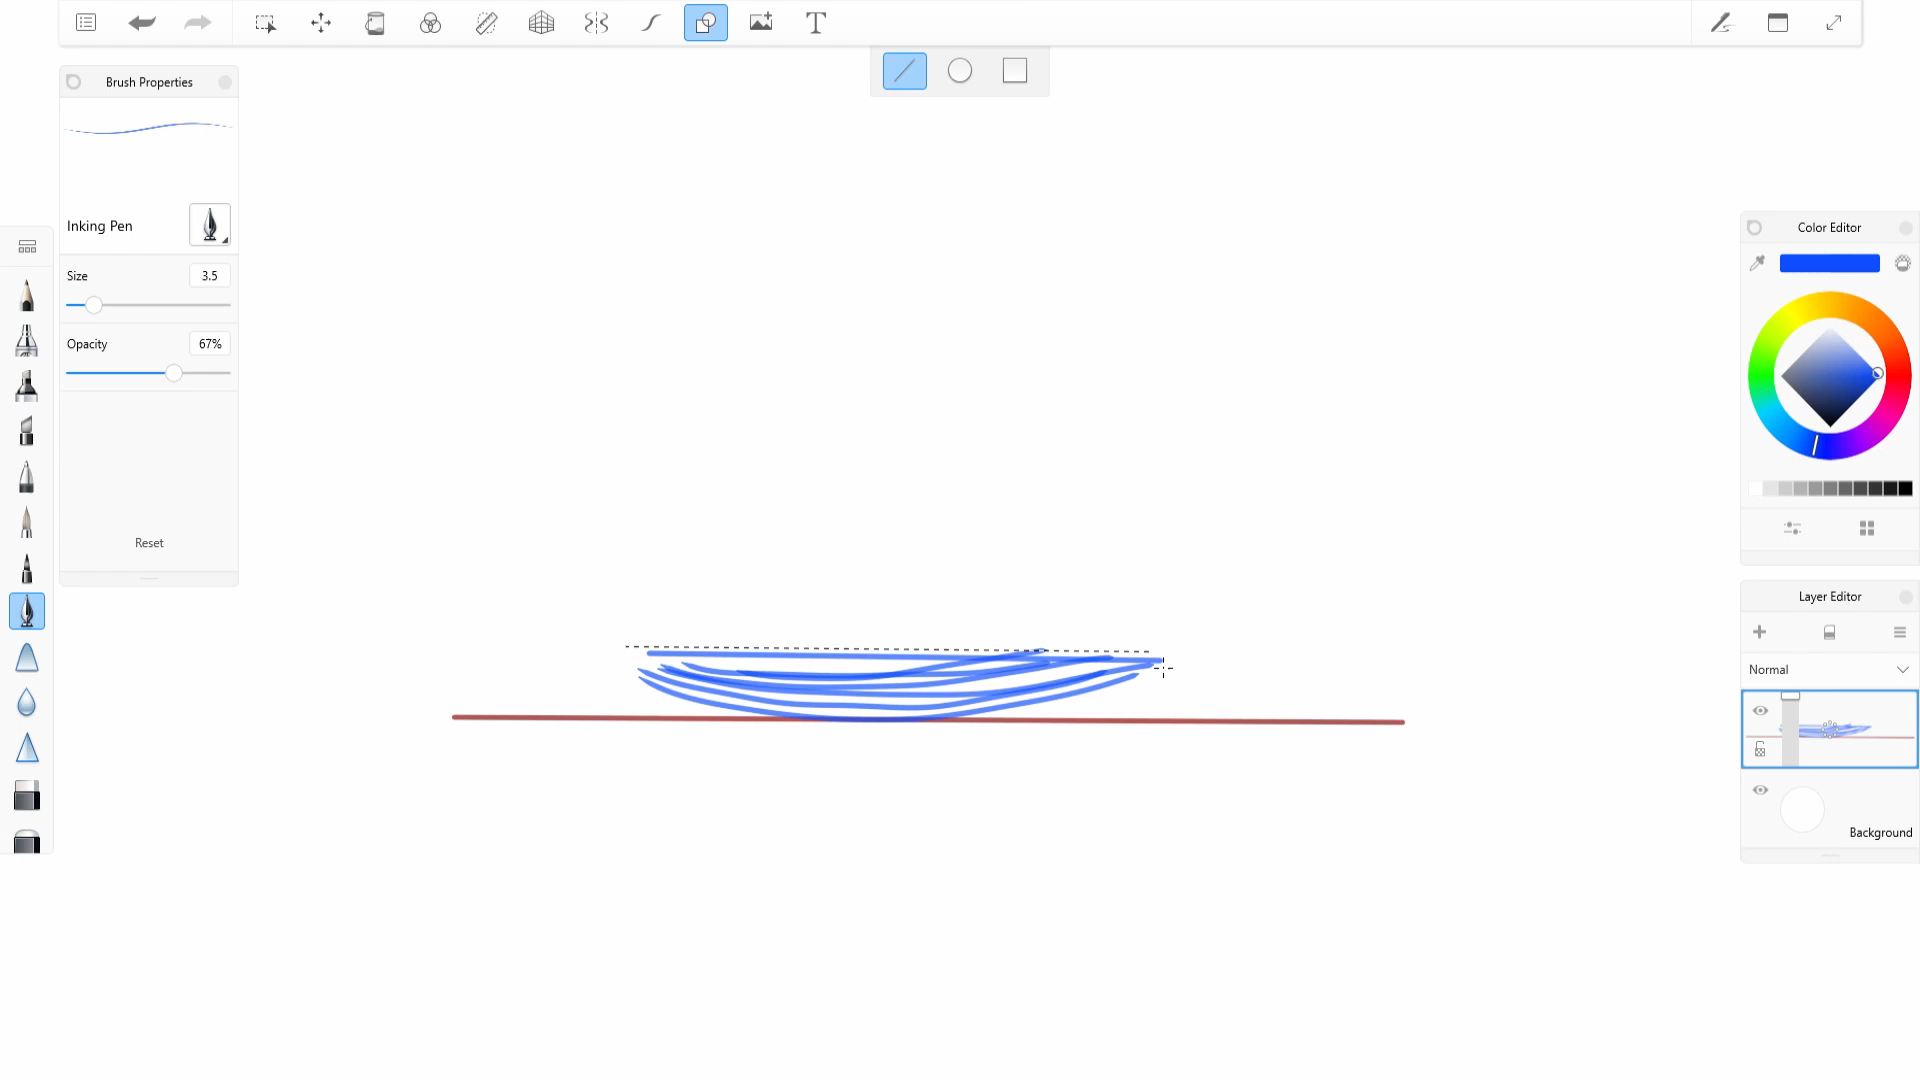 Brush Properties
Inking Pen
Size
3.5
Opacity
67%
Reset
Color Editor
Layer Editor
Normal
Background